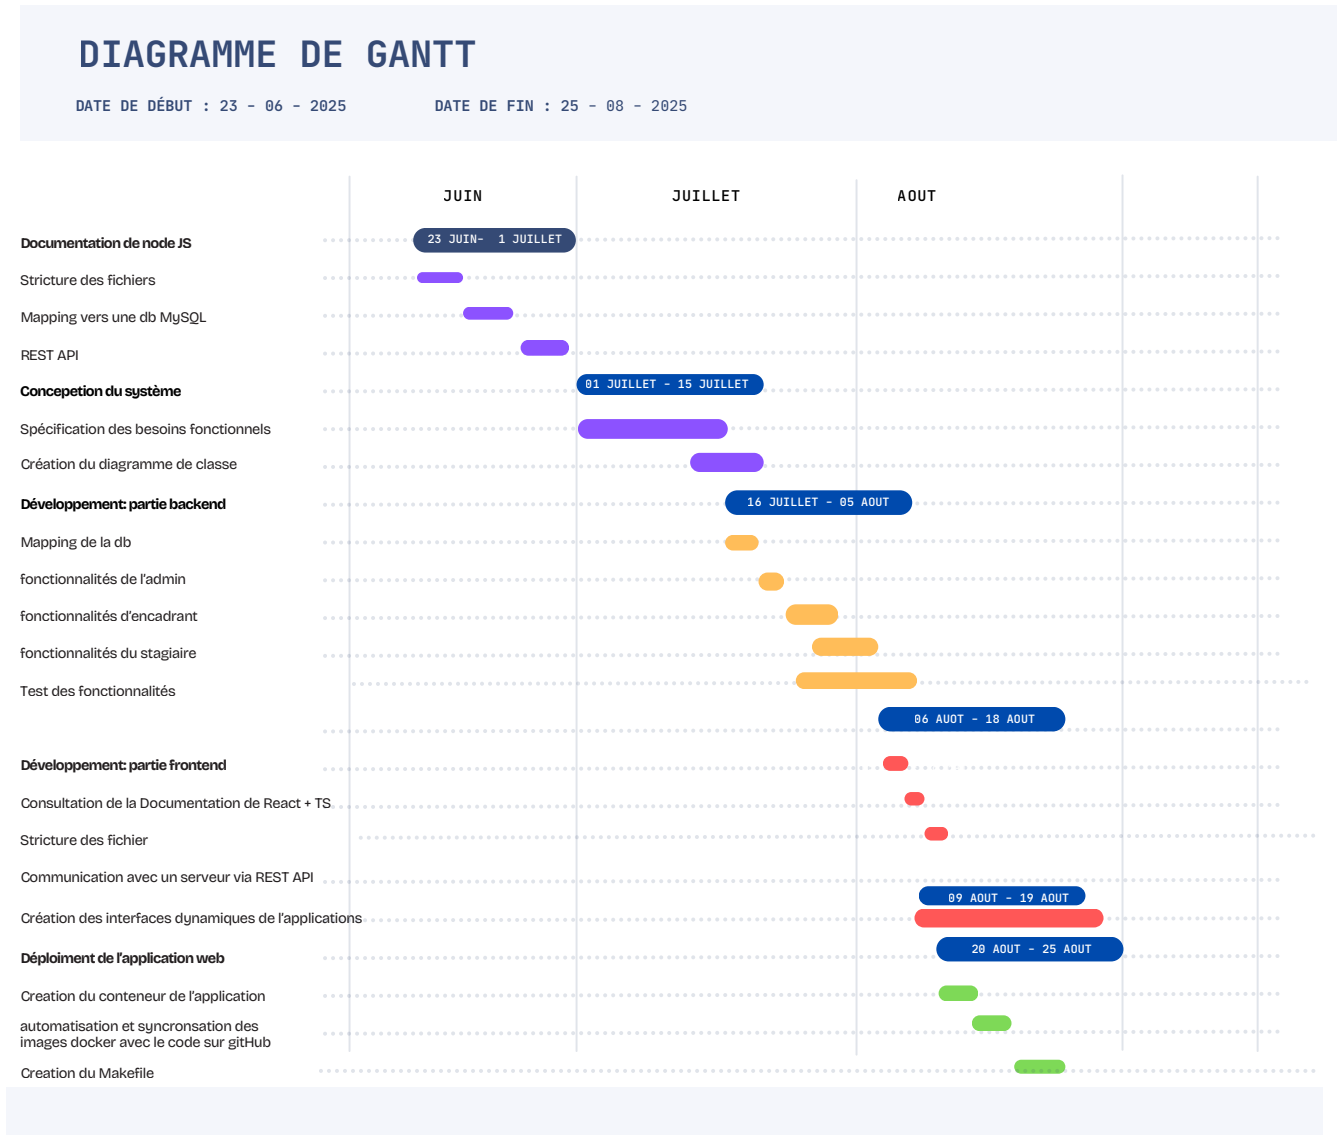 DIAGRAMME DE GANTT
DATE DE DÉBUT : 23 - 06 - 2025 DATE DE FIN : 25 - 08 - 2025
JUIN JUILLET AOUT
Documentation de node JS 23 JUIN- 1 JUILLET
Stricture des fichiers
Mapping vers une db MySQL
REST API
Concepetion du système 01 JUILLET - 15 JUILLET
Spécification des besoins fonctionnels
Création du diagramme de classe
Développement: partie backend 16 JUILLET - 05 AOUT
Mapping de la db
fonctionnalités de l'admin
fonctionnalités d'encadrant
fonctionnalités du stagiaire
Test des fonctionnalités
06 AUOT - 18 AOUT
Développement: partie frontend
Consultation de la Documentation de React + TS
Stricture des fichier
Communication avec un serveur via REST API
09 AOUT - 19 AOUT
Création des interfaces dynamiques de l'applications
Déploiment de l'application web 20 AOUT - 25 AOUT
Creation du conteneur de l'application
automatisation et syncronsation des
images docker avec le code sur gitHub
Creation du Makefile